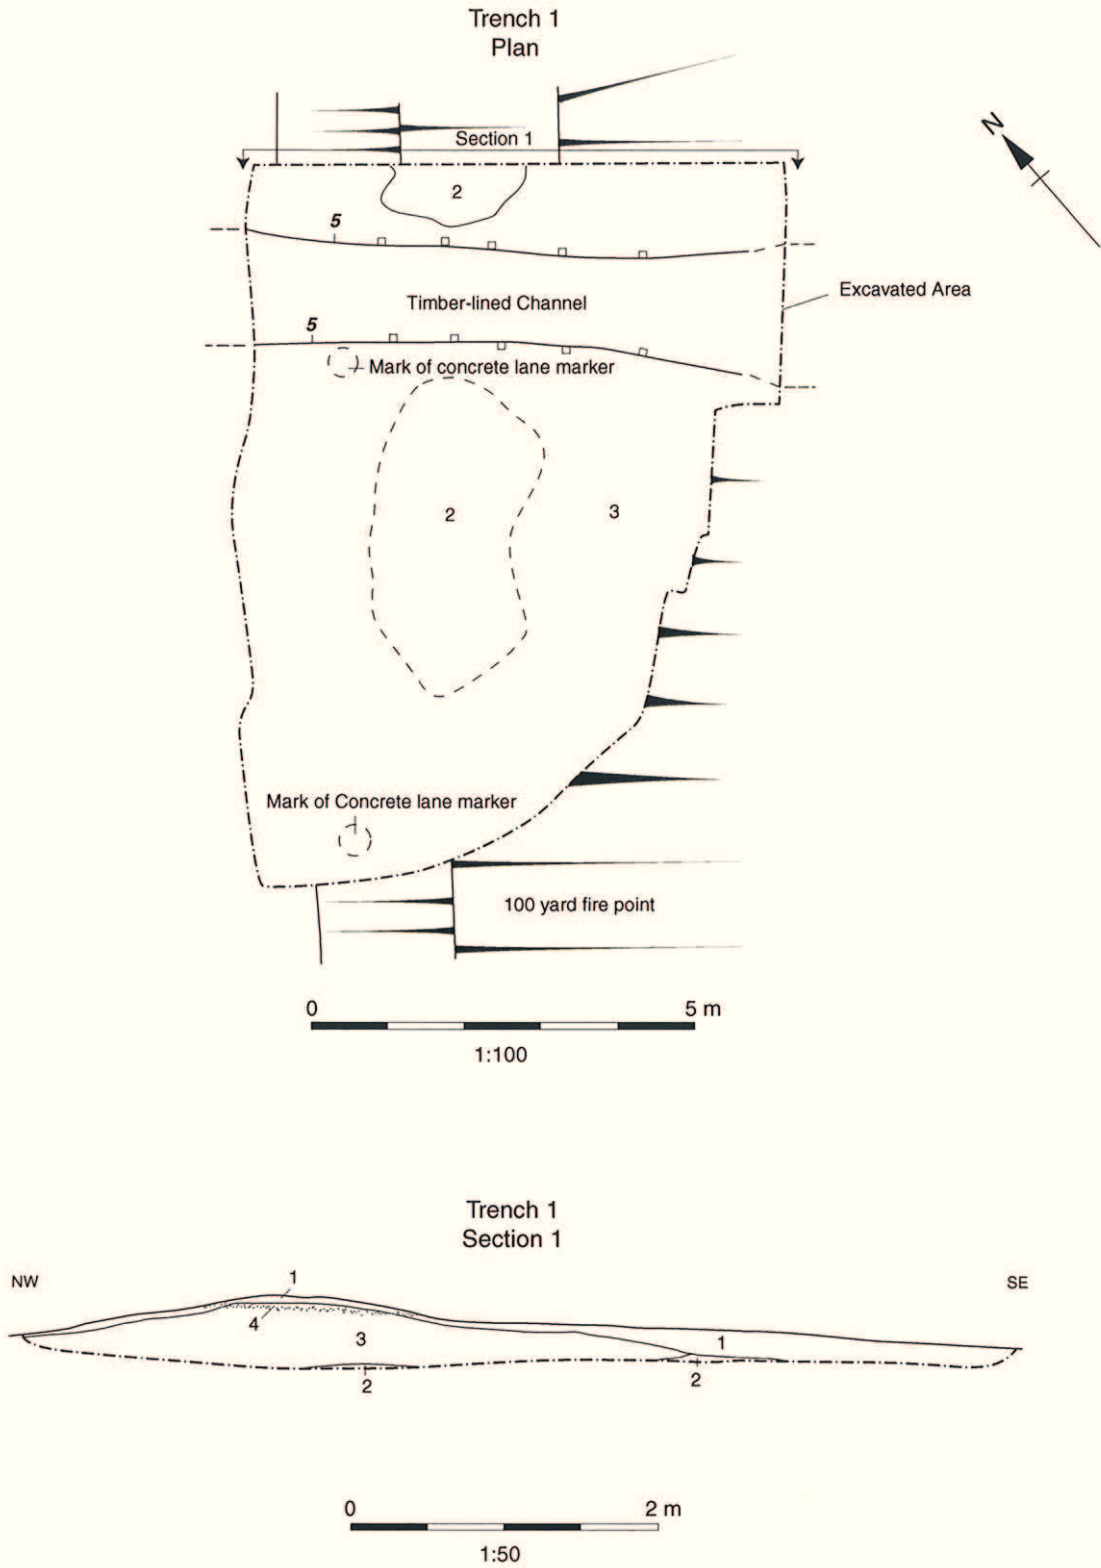 Trench 1
Plan
N
Section 1
2
5
Excavated Area
Timber-lined Channel
5
Mark of concrete lane marker
2
3
Mark of Concrete lane marker
100 yard fire point
0 5 m
1:100
Trench 1
Section 1
NW
SE
1
4
3
1
2
2
0 2 m
1:50